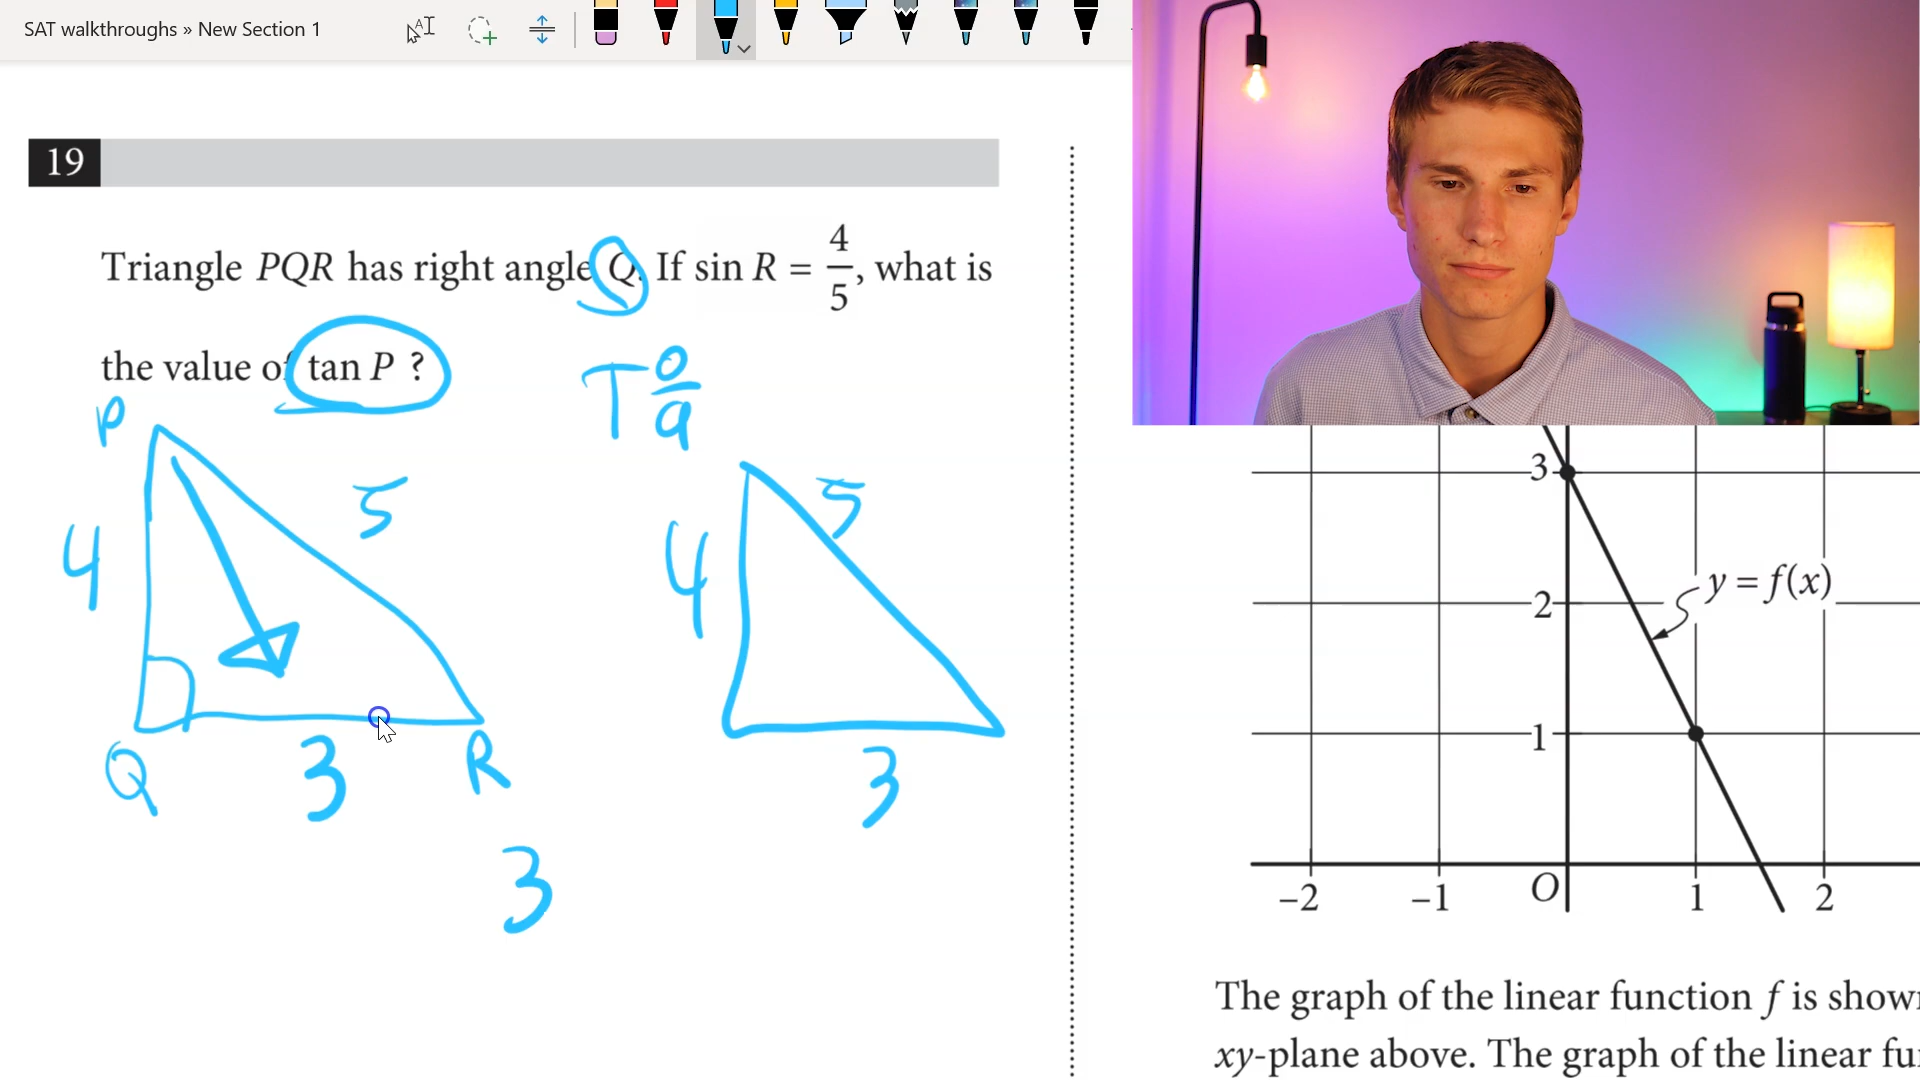 SAT walkthroughs » New Section 1
19
Triangle PQR has right angle Q. If sin R = 4/5, what is
the value of tan P ?
T o/a
P
5
4
Q
3
R
3
5
4
3
3
2
1
y = f(x)
-2
-1
O
1
2
The graph of the linear function f is show
xy-plane above. The graph of the linear fu